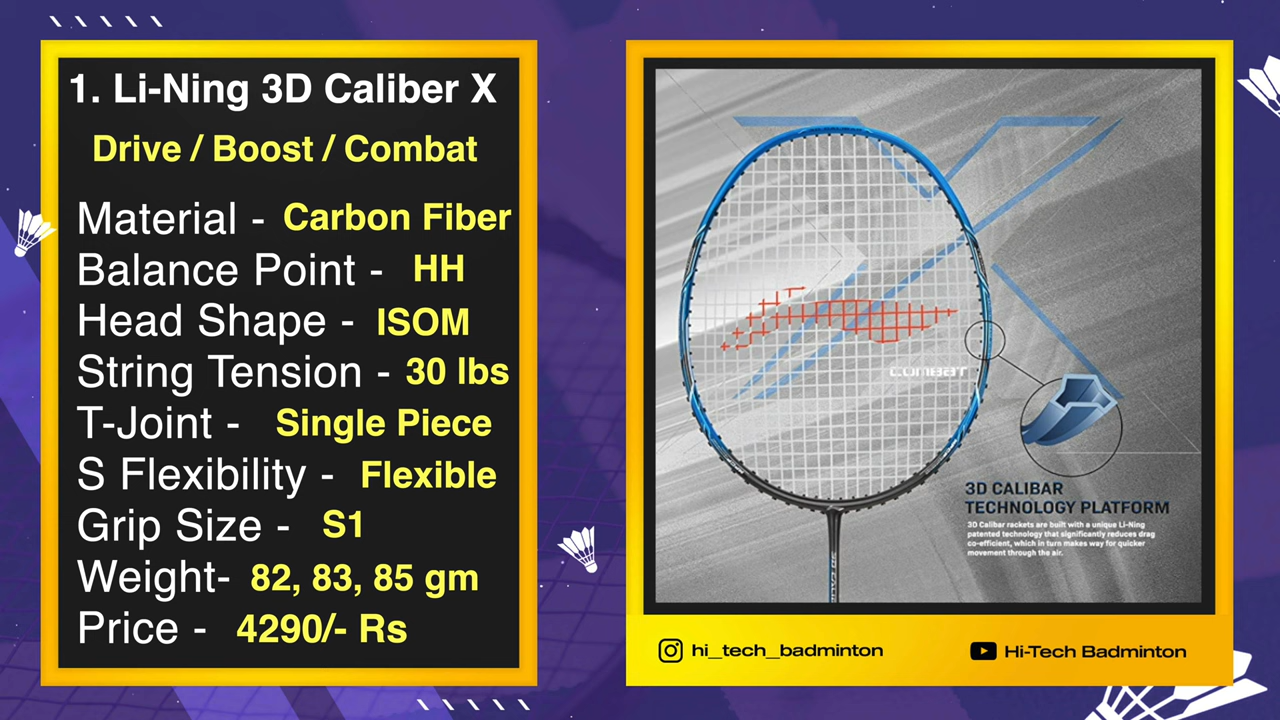 1. Li-Ning 3D Caliber X
Drive / Boost / Combat
Material - Carbon Fiber
Balance Point - HH
Head Shape - ISOM
String Tension - 30 lbs
T-Joint - Single Piece
S Flexibility - Flexible
Grip Size - S1
Weight- 82, 83, 85 gm
Price - 4290/- Rs
COMBAT
3D CALIBAR
TECHNOLOGY PLATFORM
3D Calibar rackets are built with a unique Li-Ning
patented technology that significantly reduces drag
co-efficient, which in turn makes way for quicker
movement through the air.
hi_tech_badminton
Hi-Tech Badminton